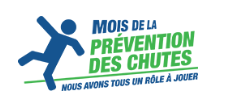 MOIS DE LA
PRÉVENTION
DES CHUTES
NOUS AVONS TOUS UN RÔLE À JOUER